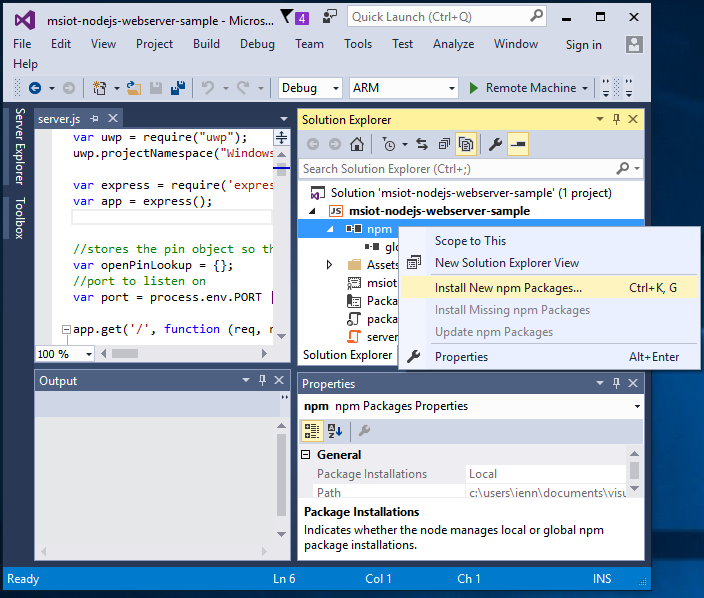 msiot-nodejs-webserver-sample - Microс...
4
Quick Launch (Ctrl+Q)
File Edit View Project Build Debug Team Tools Test Analyze Window Sign in
Help
Debug ARM Remote Machine
Server Explorer
Toolbox
server.js
var uwp = require("uwp");
uwp.projectNamespace("Windows
var express = require('expres
var app = express();
//stores the pin object so th
var openPinLookup = {};
//port to listen on
var port = process.env.PORT |
app.get('/', function (req, r
100 %
Solution Explorer
Search Solution Explorer (Ctrl+;)
Solution 'msiot-nodejs-webserver-sample' (1 project)
JS msiot-nodejs-webserver-sample
npm
glo
Assets
msiot
Packa
packa
server
Solution Explorer
Scope to This
New Solution Explorer View
Install New npm Packages... Ctrl+K, G
Install Missing npm Packages
Update npm Packages
Properties Alt+Enter
Output
Properties
npm npm Packages Properties
General
Package Installations Local
Path c:\users\jenn\documents\visu
Package Installations
Indicates whether the node manages local or global npm
package installations.
Ready Ln 6 Col 1 Ch 1 INS